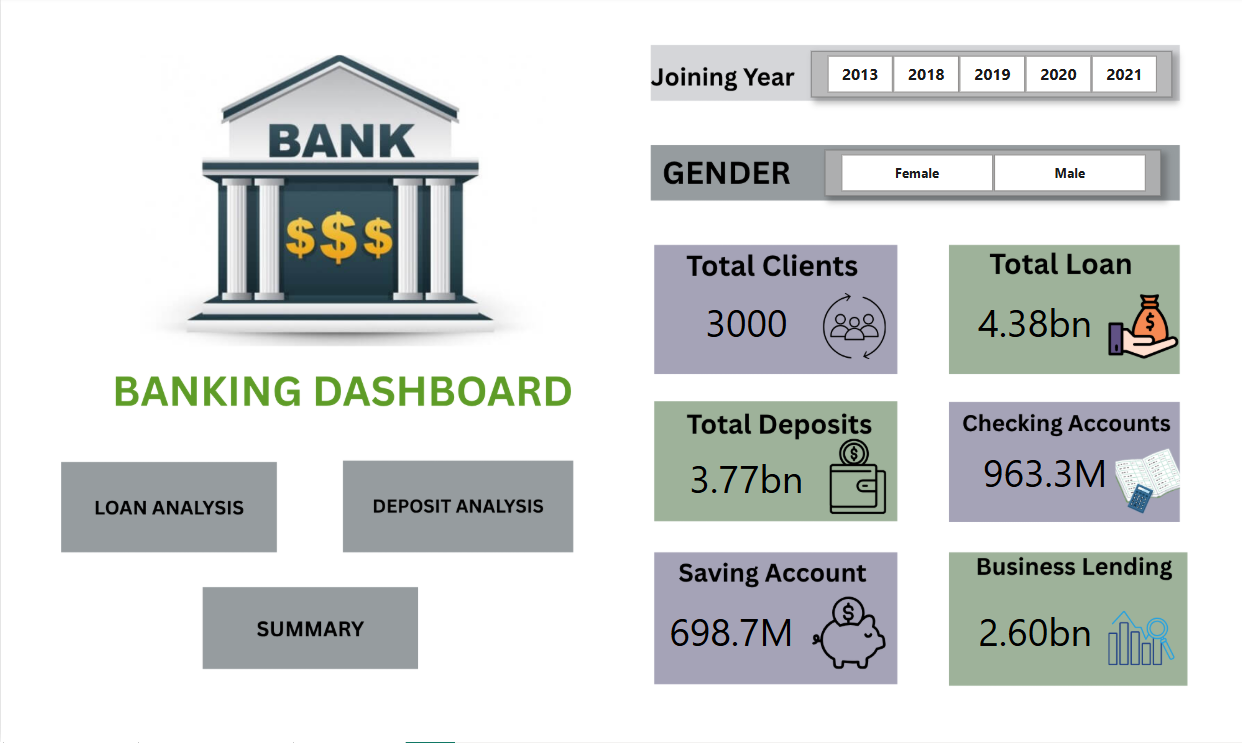 BANK
$$$
BANKING DASHBOARD
LOAN ANALYSIS
DEPOSIT ANALYSIS
SUMMARY
Joining Year
2013 2018 2019 2020 2021
GENDER
Female Male
Total Clients
3000
$
Total Loan
4.38bn
$
Total Deposits
3.77bn
Checking Accounts
963.3M
$
Saving Account
698.7M
Business Lending
2.60bn